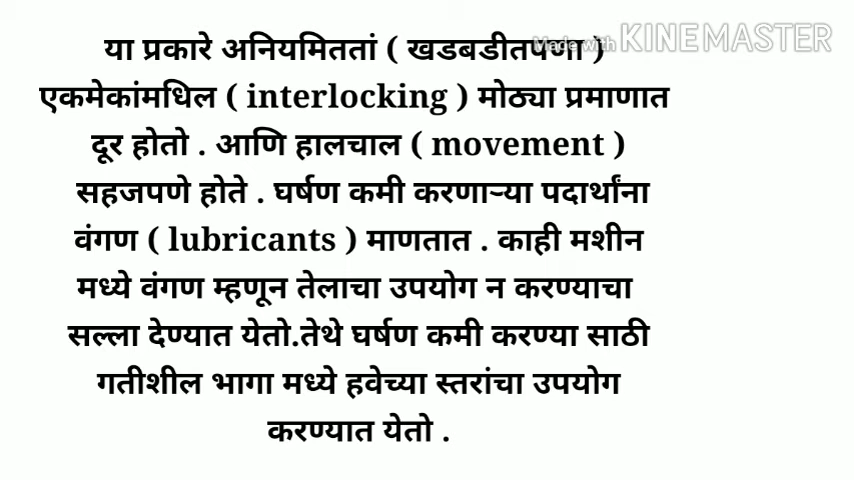 या प्रकारे अनियमिततां ( खडबडीतपणा )
Made with KINEMASTER
एकमेकांमधिल ( interlocking ) मोठ्या प्रमाणात
दूर होतो . आणि हालचाल ( movement )
सहजपणे होते . घर्षण कमी करणाऱ्या पदार्थांना
वंगण ( lubricants ) माणतात . काही मशीन
मध्ये वंगण म्हणून तेलाचा उपयोग न करण्याचा
सल्ला देण्यात येतो.तेथे घर्षण कमी करण्या साठी
गतीशील भागा मध्ये हवेच्या स्तरांचा उपयोग
करण्यात येतो .